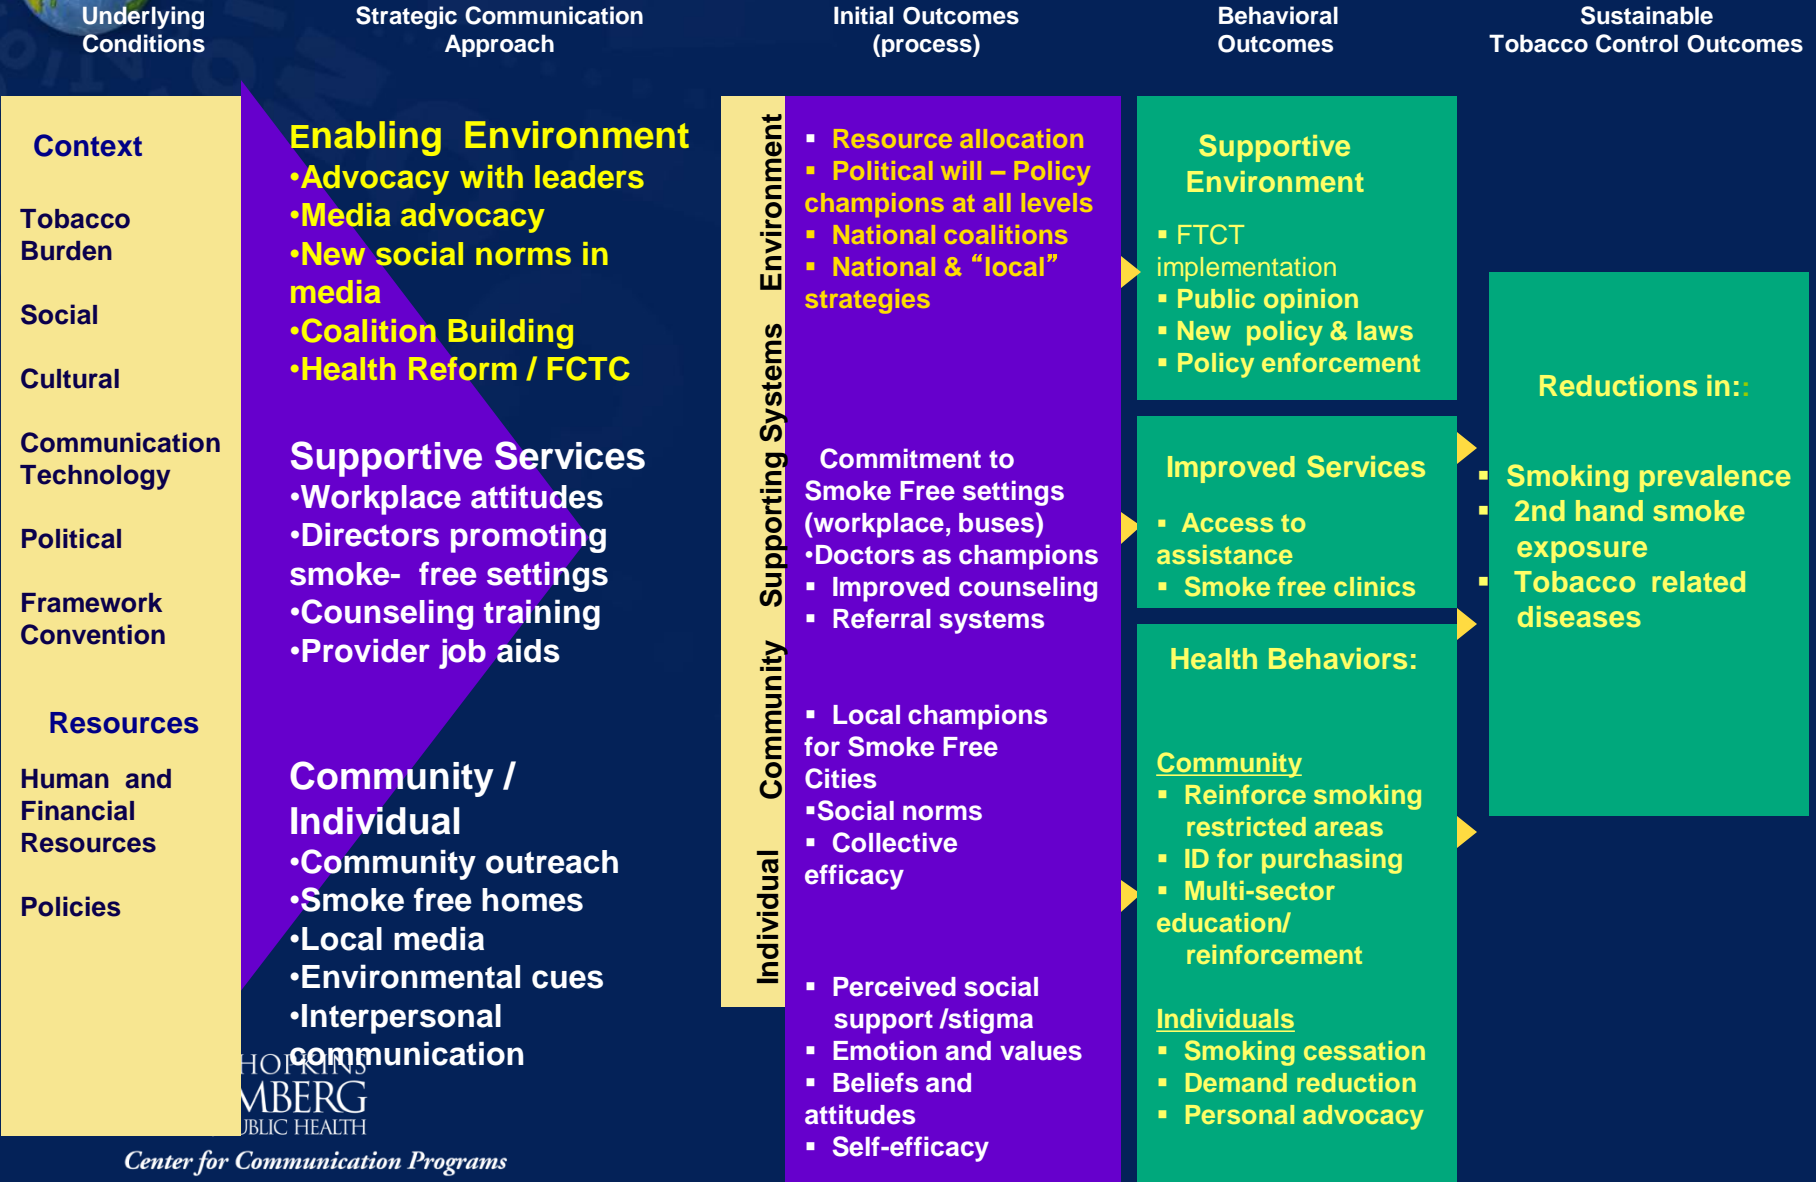 Underlying
Conditions
Strategic Communication
Approach
Initial Outcomes
(process)
Behavioral
Outcomes
Sustainable
Tobacco Control Outcomes
Context
Tobacco
Burden
Social
Cultural
Communication
Technology
Political
Framework
Convention
Resources
Human and
Financial
Resources
Policies
Enabling Environment
•Advocacy with leaders
•Media advocacy
•New social norms in
media
•Coalition Building
•Health Reform / FCTC
Supportive Services
•Workplace attitudes
•Directors promoting
smoke- free settings
•Counseling training
•Provider job aids
Community /
Individual
•Community outreach
•Smoke free homes
•Local media
•Environmental cues
•Interpersonal
communication
Individual Community Supporting Systems Environment
▪ Resource allocation
▪ Political will – Policy
champions at all levels
▪ National coalitions
▪ National & “local”
strategies
Commitment to
Smoke Free settings
(workplace, buses)
•Doctors as champions
▪ Improved counseling
▪ Referral systems
▪ Local champions
for Smoke Free
Cities
▪Social norms
▪ Collective
efficacy
▪ Perceived social
support /stigma
▪ Emotion and values
▪ Beliefs and
attitudes
▪ Self-efficacy
Supportive
Environment
▪ FTCT
implementation
▪ Public opinion
▪ New policy & laws
▪ Policy enforcement
Improved Services
▪ Access to
assistance
▪ Smoke free clinics
Health Behaviors:
Community
▪ Reinforce smoking
restricted areas
▪ ID for purchasing
▪ Multi-sector
education/
reinforcement
Individuals
▪ Smoking cessation
▪ Demand reduction
▪ Personal advocacy
Reductions in::
▪ Smoking prevalence
▪ 2nd hand smoke
exposure
▪ Tobacco related
diseases
HOPKINS
MBERG
UBLIC HEALTH
Center for Communication Programs